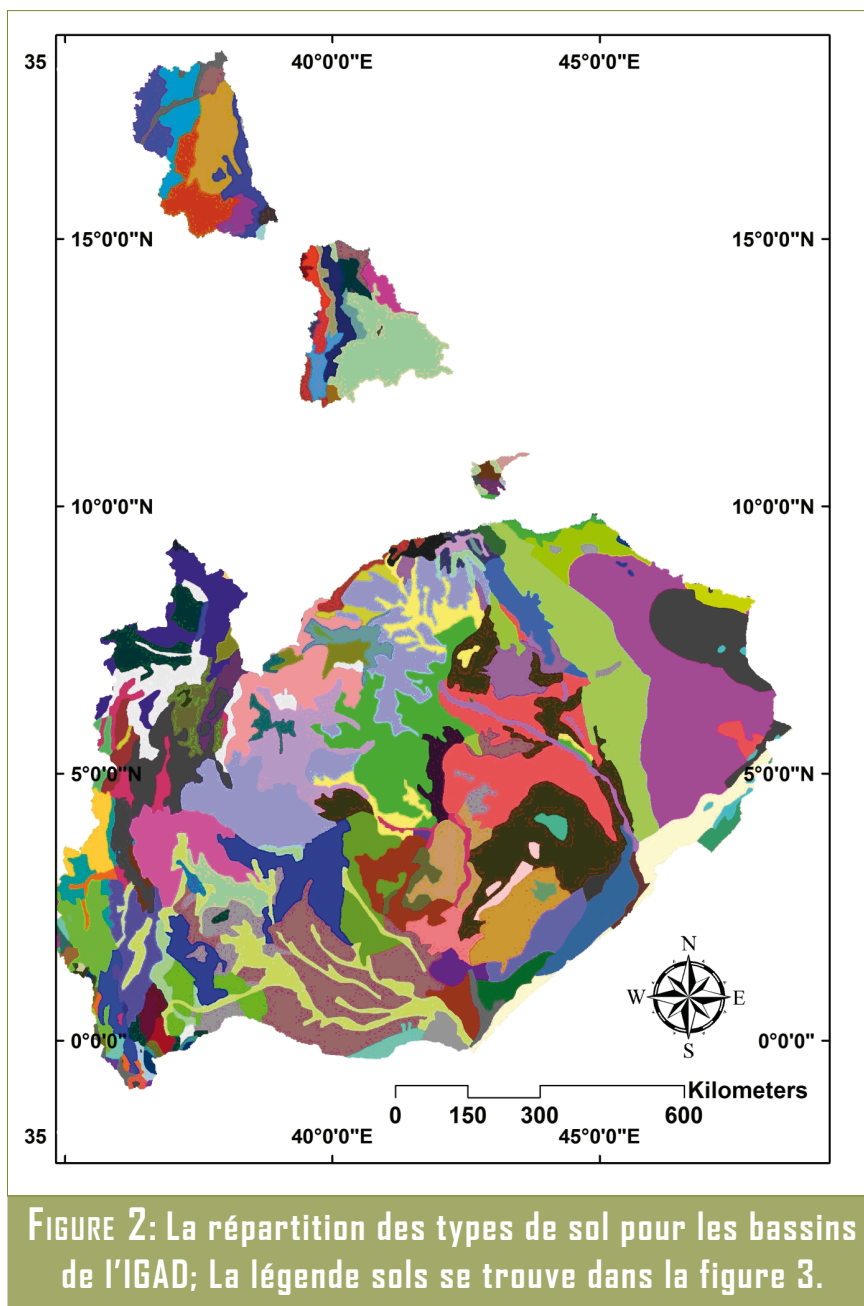 35 40°0'0"E 45°0'0"E
15°0'0"N 15°0'0"N
10°0'0"N 10°0'0"N
5°0'0"N 5°0'0"N
N
W E
S
0°0'0" 0°0'0"
Kilometers
0 150 300 600
35 40°0'0"E 45°0'0"E
FIGURE 2: La répartition des types de sol pour les bassins
de l'IGAD; La légende sols se trouve dans la figure 3.